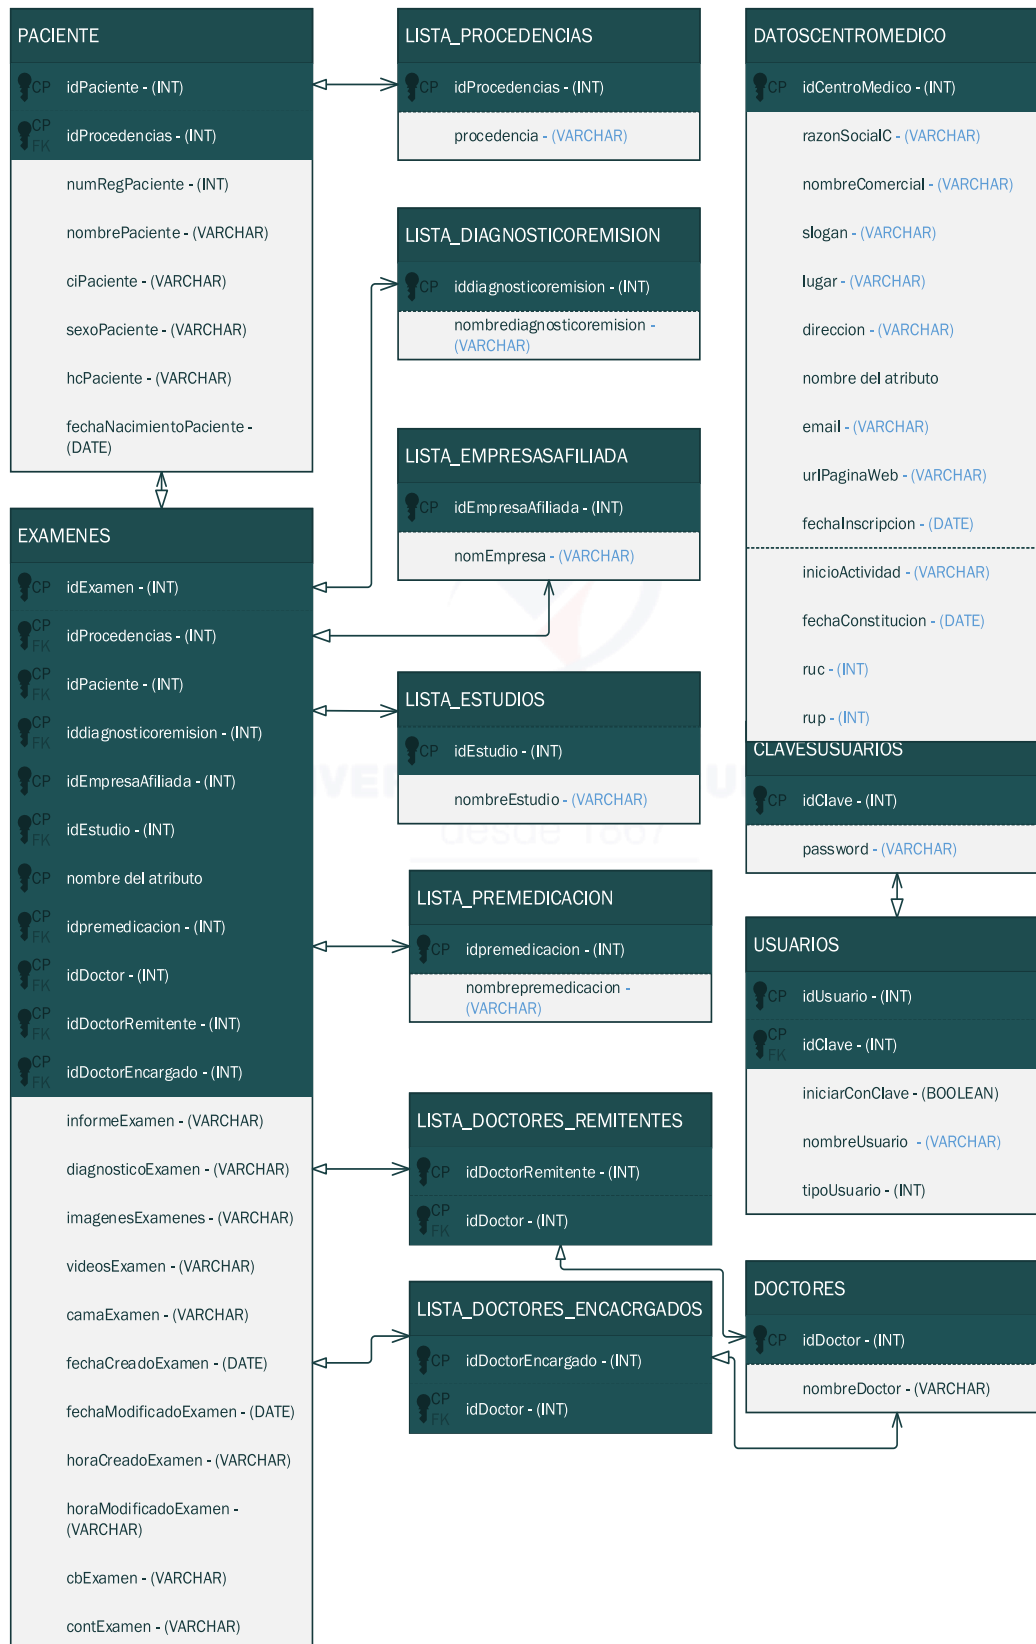 PACIENTE
CP idPaciente - (INT)
CP
FK idProcedencias - (INT)
numRegPaciente - (INT)
nombrePaciente - (VARCHAR)
ciPaciente - (VARCHAR)
sexoPaciente - (VARCHAR)
hcPaciente - (VARCHAR)
fechaNacimientoPaciente -
(DATE)
EXAMENES
CP idExamen - (INT)
CP
FK idProcedencias - (INT)
CP
FK idPaciente - (INT)
CP
FK iddiagnosticoremision - (INT)
CP idEmpresaAfiliada - (INT)
CP
FK idEstudio - (INT)
CP nombre del atributo
CP
FK idpremedicacion - (INT)
CP
FK idDoctor - (INT)
CP
FK idDoctorRemitente - (INT)
CP
FK idDoctorEncargado - (INT)
informeExamen - (VARCHAR)
diagnosticoExamen - (VARCHAR)
imagenesExamenes - (VARCHAR)
videosExamen - (VARCHAR)
camaExamen - (VARCHAR)
fechaCreadoExamen - (DATE)
fechaModificadoExamen - (DATE)
horaCreadoExamen - (VARCHAR)
horaModificadoExamen -
(VARCHAR)
cbExamen - (VARCHAR)
contExamen - (VARCHAR)
LISTA_PROCEDENCIAS
CP idProcedencias - (INT)
procedencia - (VARCHAR)
LISTA_DIAGNOSTICOREMISION
CP iddiagnosticoremision - (INT)
nombrediagnosticoremision -
(VARCHAR)
LISTA_EMPRESASAFILIADA
CP idEmpresaAfiliada - (INT)
nomEmpresa - (VARCHAR)
LISTA_ESTUDIOS
CP idEstudio - (INT)
nombreEstudio - (VARCHAR)
desde 1867
LISTA_PREMEDICACION
CP idpremedicacion - (INT)
nombrepremedicacion -
(VARCHAR)
LISTA_DOCTORES_REMITENTES
CP idDoctorRemitente - (INT)
CP
FK idDoctor - (INT)
LISTA_DOCTORES_ENCACRGADOS
CP idDoctorEncargado - (INT)
CP
FK idDoctor - (INT)
DATOSCENTROMEDICO
CP idCentroMedico - (INT)
razonSocialC - (VARCHAR)
nombreComercial - (VARCHAR)
slogan - (VARCHAR)
lugar - (VARCHAR)
direccion - (VARCHAR)
nombre del atributo
email - (VARCHAR)
urlPaginaWeb - (VARCHAR)
fechaInscripcion - (DATE)
inicioActividad - (VARCHAR)
fechaConstitucion - (DATE)
ruc - (INT)
rup - (INT)
CLAVESUSUARIOS
CP idClave - (INT)
password - (VARCHAR)
USUARIOS
CP idUsuario - (INT)
CP
FK idClave - (INT)
iniciarConClave - (BOOLEAN)
nombreUsuario - (VARCHAR)
tipoUsuario - (INT)
DOCTORES
CP idDoctor - (INT)
nombreDoctor - (VARCHAR)